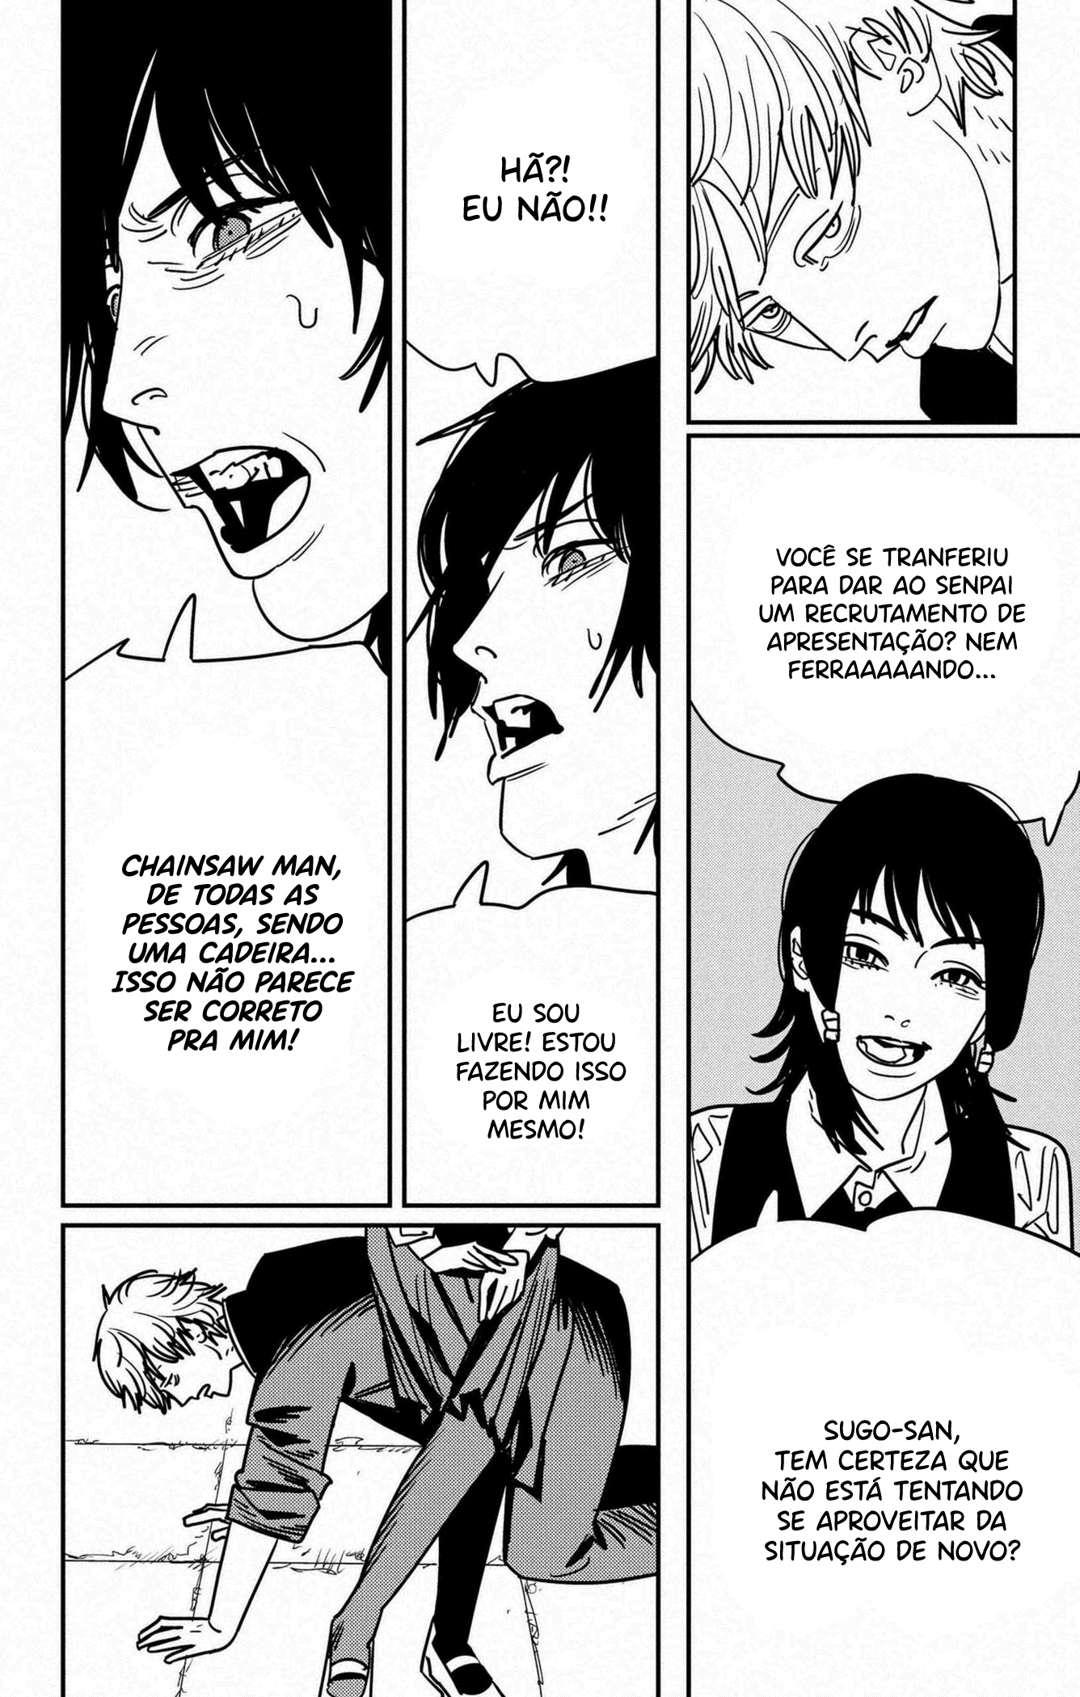 VOCÊ SE TRANFERIU
PARA DAR AO SENPAI
UM RECRUTAMENTO DE
APRESENTAÇÃO? NEM
FERRAAAAANDO...
SUGO-SAN,
TEM CERTEZA QUE
NÃO ESTÁ TENTANDO
SE APROVEITAR DA
SITUAÇÃO DE NOVO?
HÃ?!
EU NÃO!!
EU SOU
LIVRE! ESTOU
FAZENDO ISSO
POR MIM
MESMO!
CHAINSAW MAN,
DE TODAS AS
PESSOAS, SENDO
UMA CADEIRA...
ISSO NÃO PARECE
SER CORRETO
PRA MIM!